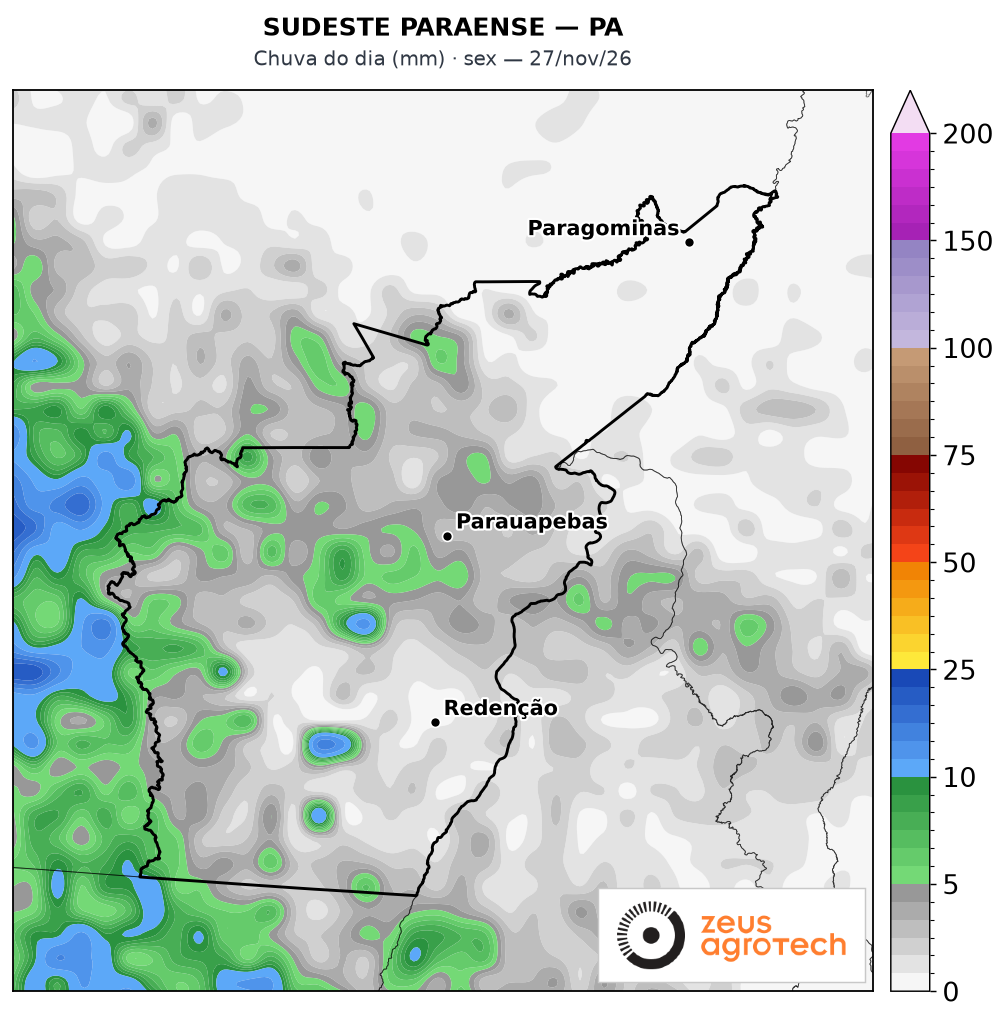 SUDESTE PARAENSE — PA
Chuva do dia (mm) · sex — 27/nov/26
Paragominas
Parauapebas
Redenção
200
150
100
75
50
25
10
5
0
zeus
agrotech